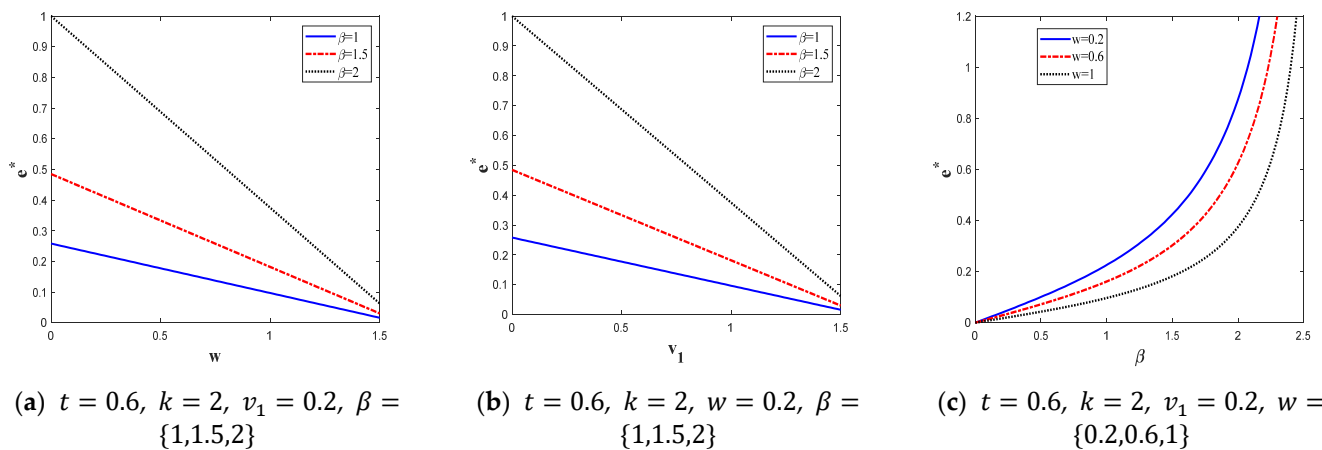 1
0.9
0.8
0.7
0.6
0.5
0.4
0.3
0.2
0.1
0
e*
0 0.5 1 1.5
w
β=1
β=1.5
β=2
(a) t = 0.6, k = 2, v₁ = 0.2, β =
{1,1.5,2}
1
0.9
0.8
0.7
0.6
0.5
0.4
0.3
0.2
0.1
0
e*
0 0.5 1 1.5
v₁
β=1
β=1.5
β=2
(b) t = 0.6, k = 2, w = 0.2, β =
{1,1.5,2}
1.2
1
0.8
0.6
0.4
0.2
0
e*
0 0.5 1 1.5 2 2.5
β
w=0.2
w=0.6
w=1
(c) t = 0.6, k = 2, v₁ = 0.2, w =
{0.2,0.6,1}